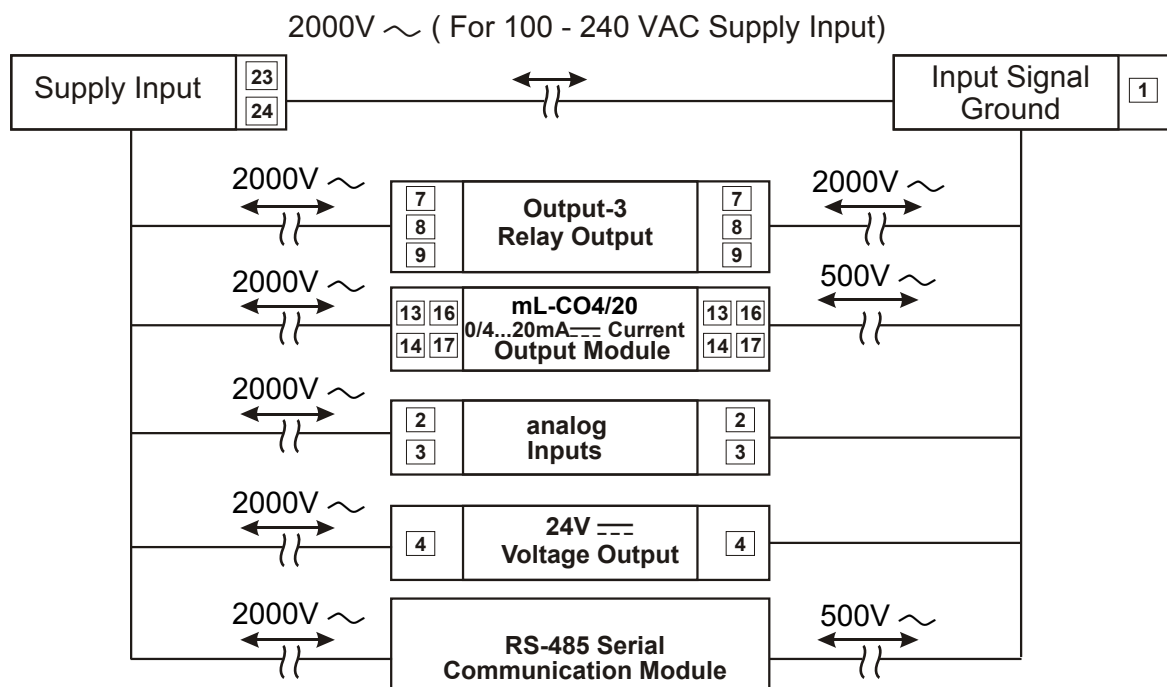 2000V ~ ( For 100 - 240 VAC Supply Input)
Supply Input
23
24
Input Signal
Ground
1
2000V ~
7
8
9
Output-3
Relay Output
7
8
9
2000V ~
2000V ~
13 16
14 17
mL-CO4/20
0/4...20mA⎓ Current
Output Module
13 16
14 17
500V ~
2000V ~
2
3
analog
Inputs
2
3
2000V ~
4
24V ⎓
Voltage Output
4
2000V ~
RS-485 Serial
Communication Module
500V ~